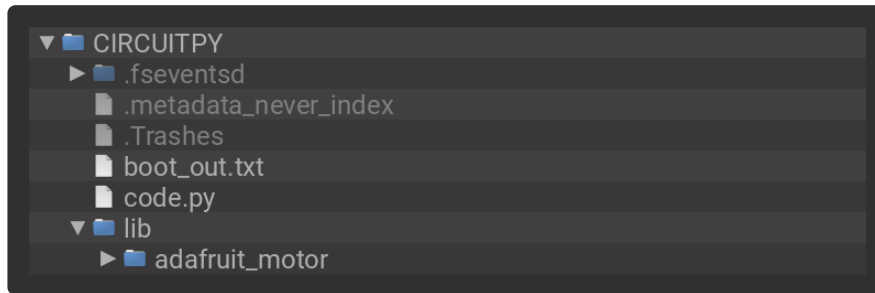 CIRCUITPY
.fseventsd
.metadata_never_index
.Trashes
boot_out.txt
code.py
lib
adafruit_motor